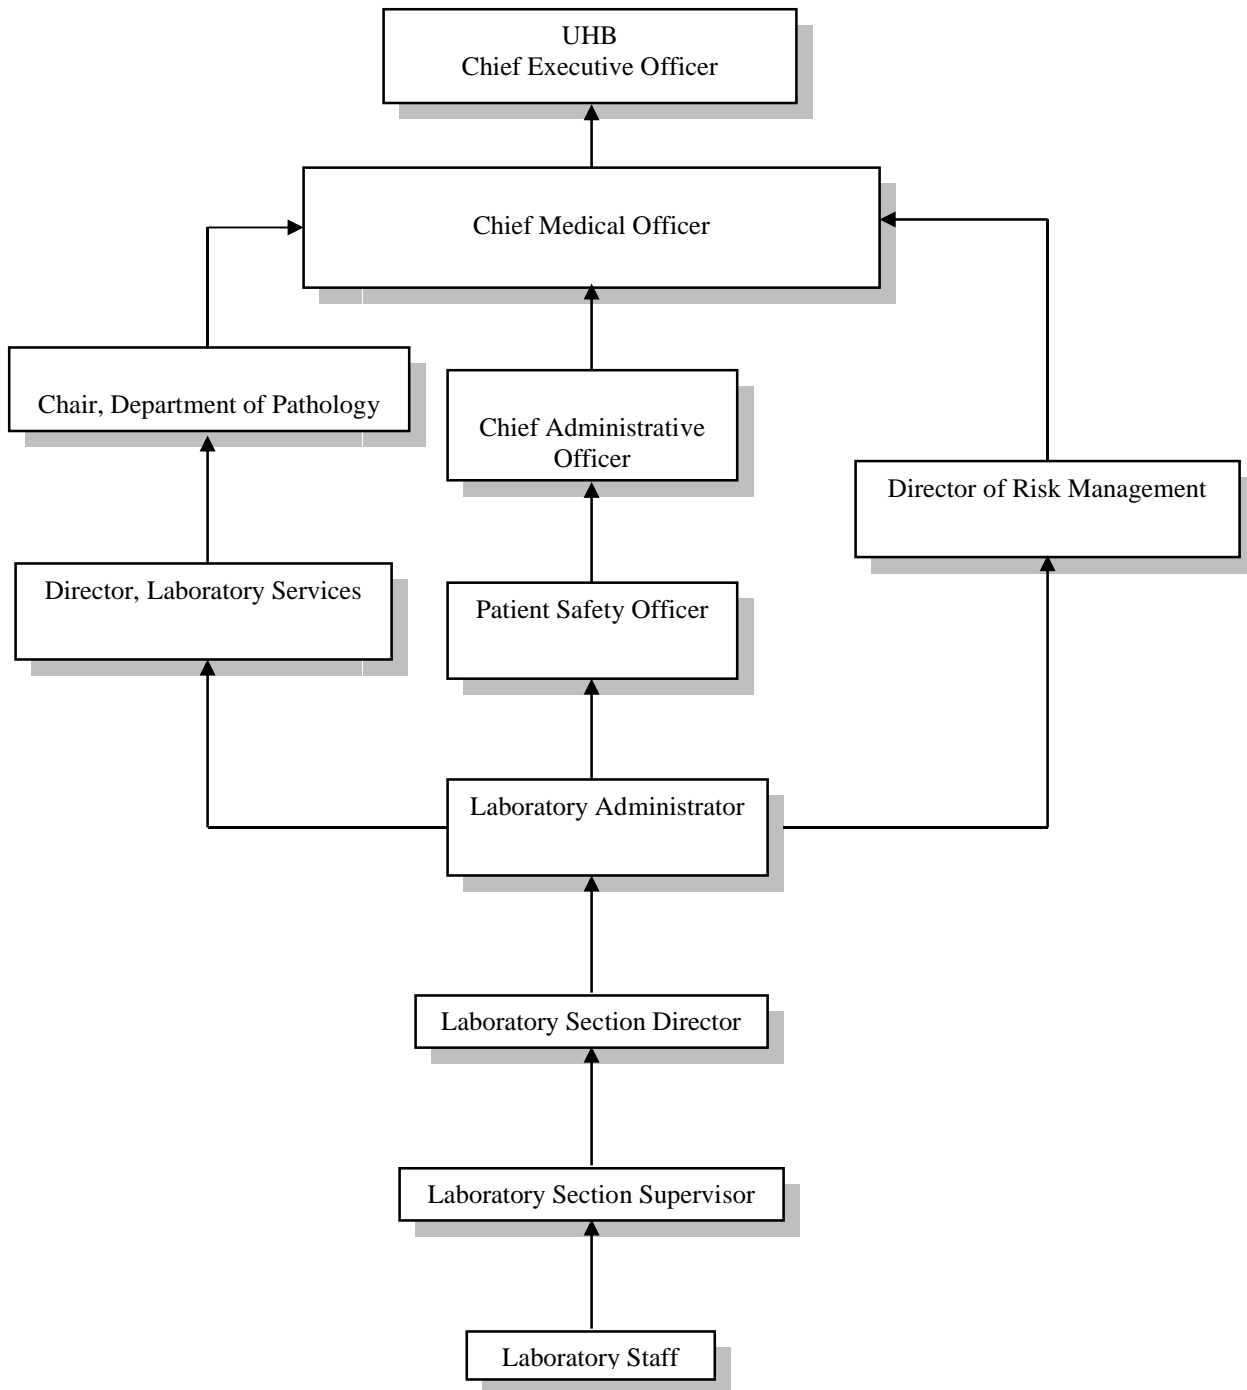 UHB
Chief Executive Officer
Chief Medical Officer
Chair, Department of Pathology
Chief Administrative
Officer
Director of Risk Management
Director, Laboratory Services
Patient Safety Officer
Laboratory Administrator
Laboratory Section Director
Laboratory Section Supervisor
Laboratory Staff